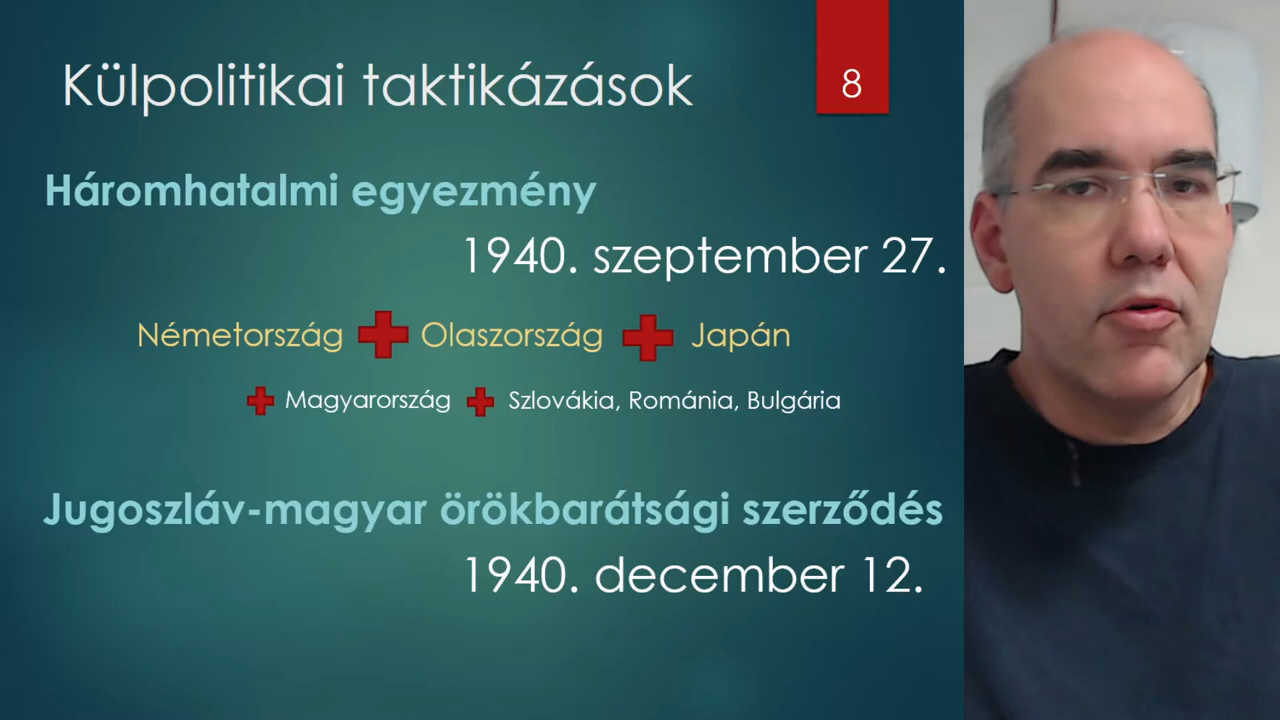 Külpolitikai taktikázások
8
Háromhatalmi egyezmény
1940. szeptember 27.
Németország Olaszország Japán
Magyarország Szlovákia, Románia, Bulgária
Jugoszláv-magyar örökbarátsági szerződés
1940. december 12.